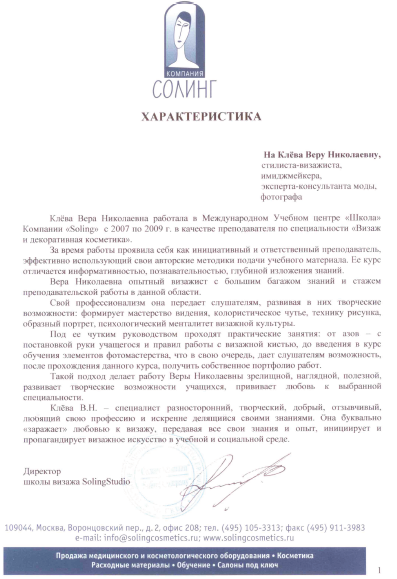 КОМПАНИЯ
СОЛИНГ
ХАРАКТЕРИСТИКА
На Клёва Веру Николаевну,
стилиста-визажиста,
имиджмейкера,
эксперта-консультанта моды,
фотографа
Клёва Вера Николаевна работала в Международном Учебном центре «Школа»
Компании «Soling» с 2007 по 2009 г. в качестве преподавателя по специальности «Визаж
и декоративная косметика».
За время работы проявила себя как инициативный и ответственный преподаватель,
эффективно использующий свои авторские методики подачи учебного материала. Ее курс
отличается информативностью, познавательностью, глубиной изложения знаний.
Вера Николаевна опытный визажист с большим багажом знаний и стажем
преподавательской работы в данной области.
Свой профессионализм она передает слушателям, развивая в них творческие
возможности: формирует мастерство видения, колористическое чутье, технику рисунка,
образный портрет, психологический менталитет визажной культуры.
Под ее чутким руководством проходят практические занятия: от азов – с
постановкой руки учащегося и правил работы с визажной кистью, до введения в курс
обучения элементов фотомастерства, что в свою очередь, дает слушателям возможность,
после прохождения данного курса, получить собственное портфолио работ.
Такой подход делает работу Веры Николаевны зрелищной, наглядной, полезной,
развивает творческие возможности учащихся, прививает любовь к выбранной
специальности.
Клёва В.Н. – специалист разносторонний, творческий, добрый, отзывчивый,
любящий свою профессию и искренне делящийся своими знаниями. Она буквально
«заражает» любовью к визажу, передавая все свои знания и опыт, инициирует и
пропагандирует визажное искусство в учебной и социальной среде.
Директор
школы визажа SolingStudio
109044, Москва, Воронцовский пер., д. 2, офис 208; тел. (495) 105-3313; факс (495) 911-3983
e-mail: info@solingcosmetics.ru; www.solingcosmetics.ru
Продажа медицинского и косметологического оборудования • Косметика
Расходные материалы • Обучение • Салоны под ключ
1